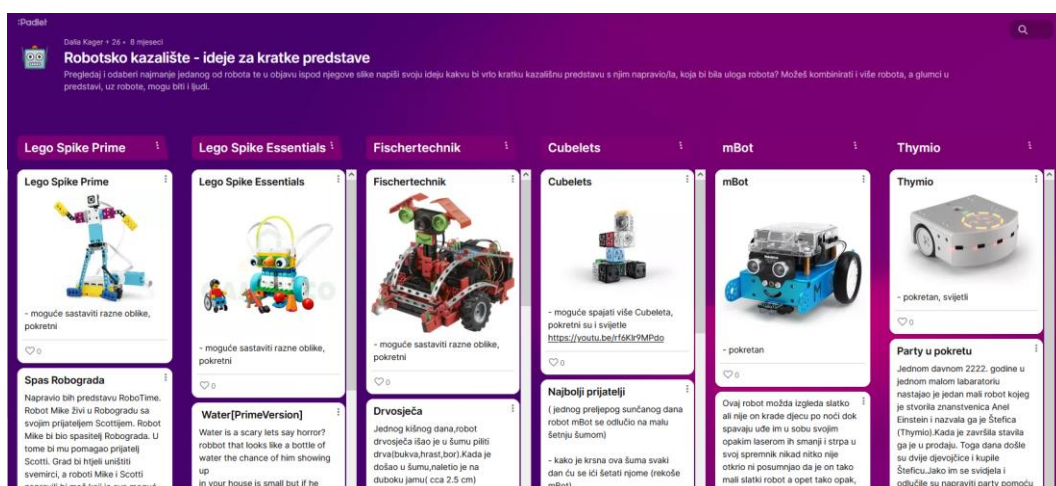 :Padlet
Dalia Kager + 26 • 8 mjeseci
Robotsko kazalište - ideje za kratke predstave
Pregledaj i odaberi najmanje jedanog od robota te u objavu ispod njegove slike napiši svoju ideju kakvu bi vrlo kratku kazališnu predstavu s njim napravio/la, koja bi bila uloga robota? Možeš kombinirati i više robota, a glumci u
predstavi, uz robote, mogu biti i ljudi.
Lego Spike Prime
Lego Spike Prime
- moguće sastaviti razne oblike,
pokretni
0
Spas Robograda
Napravio bih predstavu RoboTime.
Robot Mike živi u Robogradu sa
svojim prijateljem Scottijem. Robot
Mike bi bio spasitelj Robograda. U
tome bi mu pomagao prijatelj
Scotti. Grad bi htjeli uništiti
svemirci, a roboti Mike i Scotti
Lego Spike Essentials
Lego Spike Essentials
- moguće sastaviti razne oblike,
pokretni
0
Water[PrimeVersion]
Water is a scary lets say horror?
robbot that looks like a bottle of
water the chance of him showing
up
in your house is small but if he
Fischertechnik
Fischertechnik
- moguće sastaviti razne oblike,
pokretni
0
Drvosječa
Jednog kišnog dana,robot
drvosječa išao je u šumu piliti
drva(bukva,hrast,bor).Kada je
došao u šumu,naletio je na
duboku jamu( cca 2.5 cm)
Cubelets
Cubelets
- moguće spajati više Cubeleta,
pokretni su i svijetle
https://youtu.be/rf6Klr9MPdo
0
Najbolji prijatelji
( jednog preljepog sunčanog dana
robot mBot se odlučio na malu
šetnju šumom)
- kako je krsna ova šuma svaki
dan ću se ići šetati njome (rekoše
mBot)
mBot
mBot
- pokretan
0
Ovaj robot možda izgleda slatko
ali nije on krade djecu po noći dok
spavaju uđe im u sobu svojim
opakim laserom ih smanji i strpa u
svoj spremnik nikad nitko nije
otkrio ni posumnjao da je on tako
mali slatki robot a opet tako opak,
Thymio
Thymio
- pokretan, svijetli
0
Party u pokretu
Jednom davnom 2222. godine u
jednom malom labaratoriu
nastajao je jedan mali robot kojeg
je stvorila znanstvenica Anel
Einstein i nazvala ga je Štefica
(Thymio).Kada je završila stavila
ga je u prodaju. Toga dana došle
su dvije djevojčice i kupile
Šteficu.Jako im se svidjela i
odlučile su napraviti party pomoću